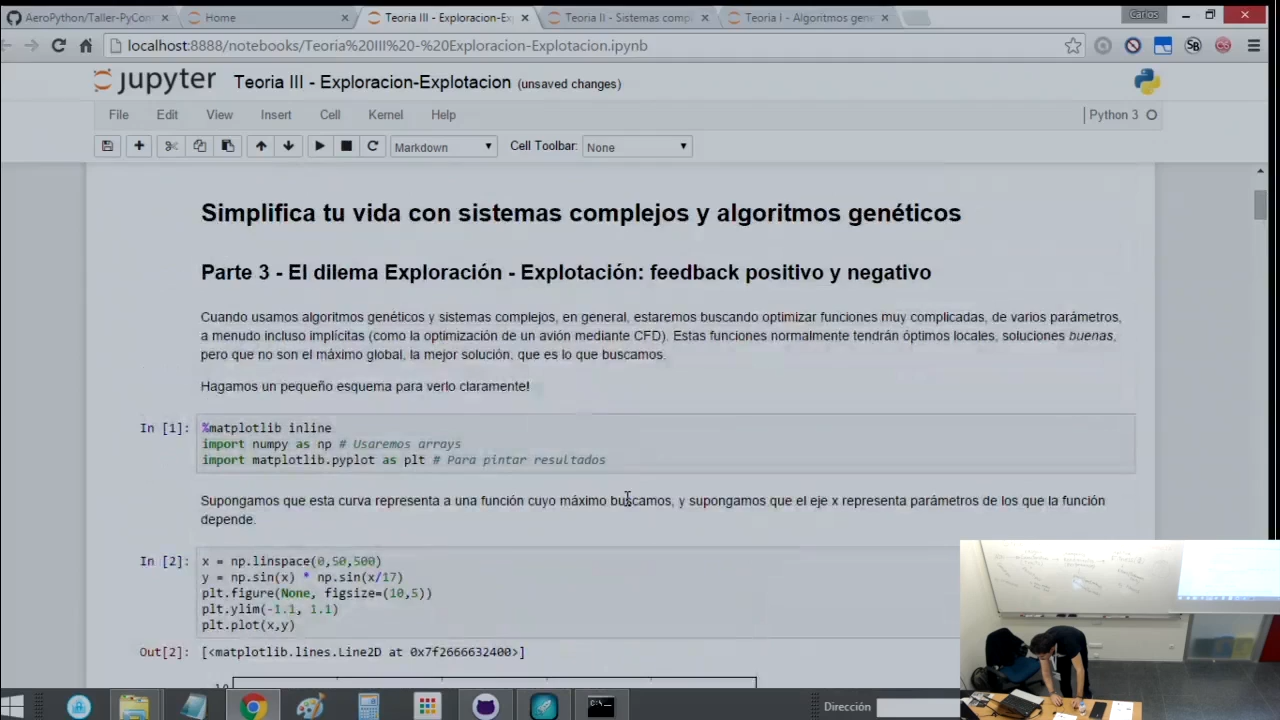 AeroPython/Taller-PyCon
Home
Teoria III - Exploracion-Ex
Teoria II - Sistemas comp
Teoria I - Algoritmos gen
Carlos
localhost:8888/notebooks/Teoria%20III%20-%20Exploracion-Explotacion.ipynb
jupyter Teoria III - Exploracion-Explotacion (unsaved changes)
File Edit View Insert Cell Kernel Help Python 3
Markdown Cell Toolbar: None
Simplifica tu vida con sistemas complejos y algoritmos genéticos
Parte 3 - El dilema Exploración - Explotación: feedback positivo y negativo
Cuando usamos algoritmos genéticos y sistemas complejos, en general, estaremos buscando optimizar funciones muy complicadas, de varios parámetros,
a menudo incluso implícitas (como la optimización de un avión mediante CFD). Estas funciones normalmente tendrán óptimos locales, soluciones buenas,
pero que no son el máximo global, la mejor solución, que es lo que buscamos.
Hagamos un pequeño esquema para verlo claramente!
In [1]: %matplotlib inline
import numpy as np # Usaremos arrays
import matplotlib.pyplot as plt # Para pintar resultados
Supongamos que esta curva representa a una función cuyo máximo buscamos, y supongamos que el eje x representa parámetros de los que la función
depende.
In [2]: x = np.linspace(0,50,500)
y = np.sin(x) * np.sin(x/17)
plt.figure(None, figsize=(10,5))
plt.ylim(-1.1, 1.1)
plt.plot(x,y)
Out[2]: [<matplotlib.lines.Line2D at 0x7f2666632400>]
Dirección